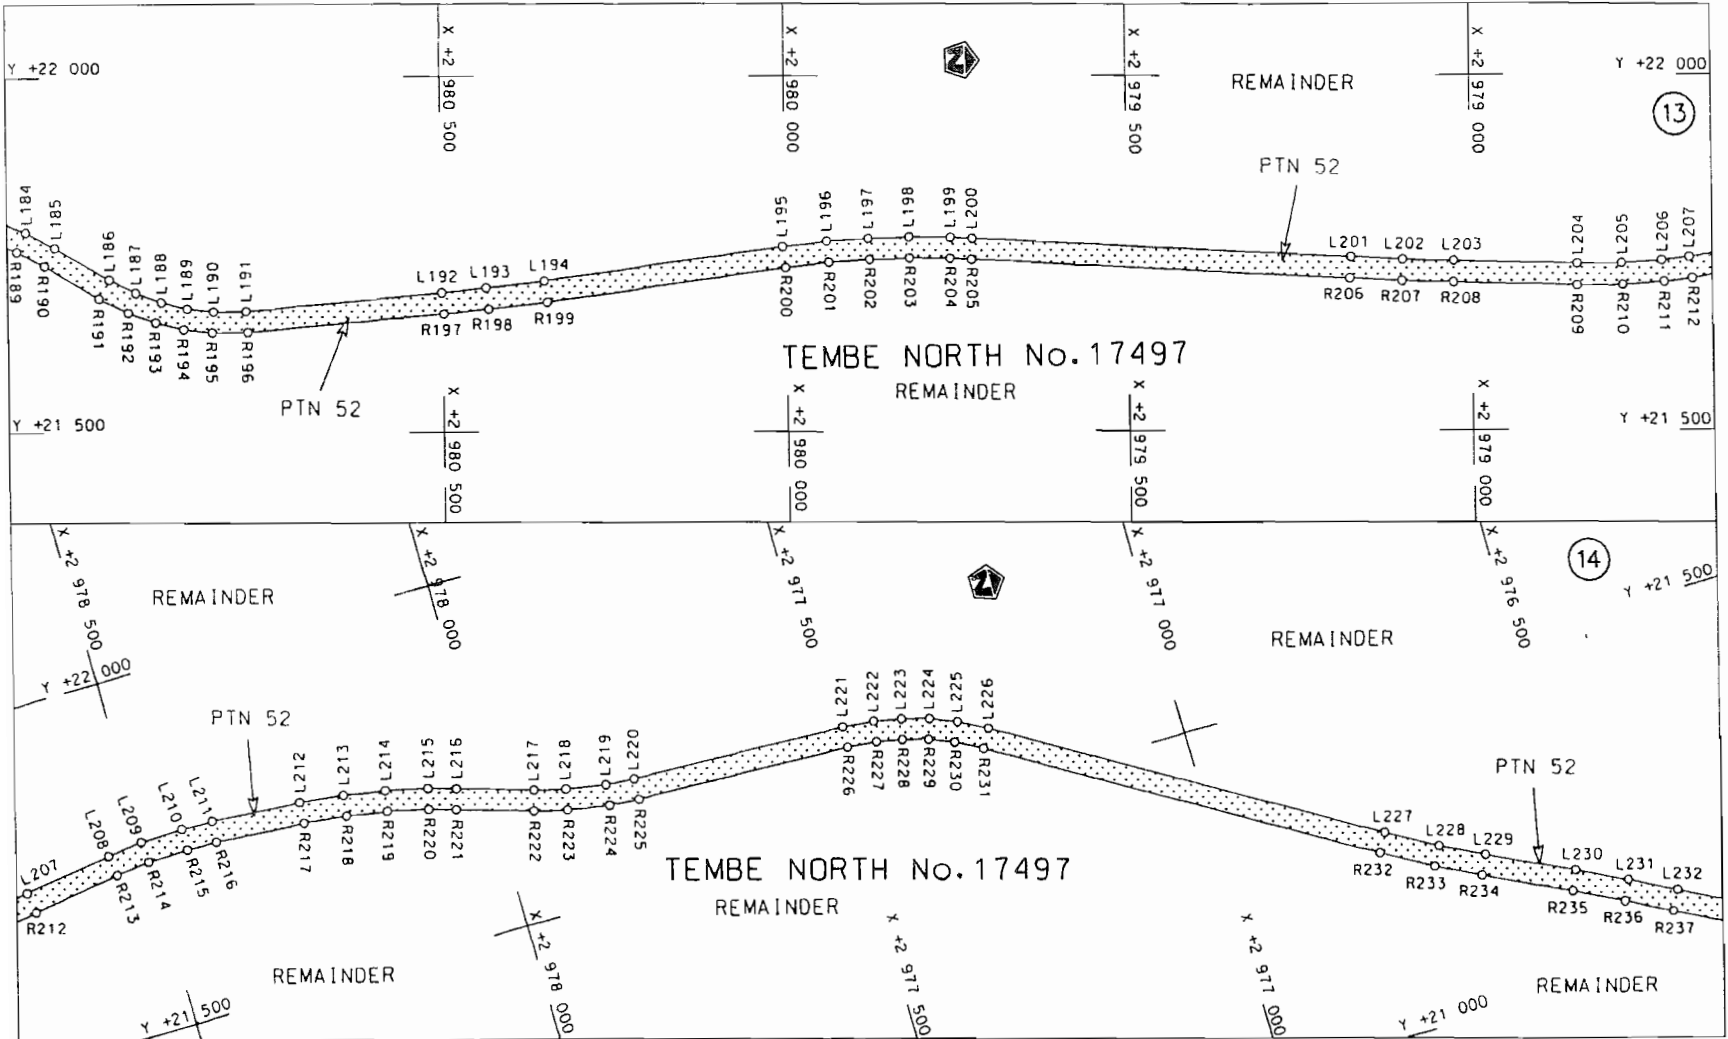 X +2 980 500
X +2 980 000
X +2 979 500
X +2 979 000
Y +22 000
Y +22 000
N
REMAINDER
13
PTN 52
L184
L185
L186
L187
L188
L189
L190
L191
L192
L193
L194
L195
L196
L197
L198
L199
L200
L201
L202
L203
L204
L205
L206
L207
R189
R190
R191
R192
R193
R194
R195
R196
R197
R198
R199
R200
R201
R202
R203
R204
R205
R206
R207
R208
R209
R210
R211
R212
TEMBE NORTH No. 17497
REMAINDER
PTN 52
Y +21 500
X +2 980 500
X +2 980 000
X +2 979 500
X +2 979 000
Y +21 500
X +2 978 500
X +2 978 000
X +2 977 500
X +2 977 000
X +2 976 500
14
N
Y +21 500
REMAINDER
REMAINDER
Y +22 000
PTN 52
PTN 52
L207
L208
L209
L210
L211
L212
L213
L214
L215
L216
L217
L218
L219
L220
L221
L222
L223
L224
L225
L226
L227
L228
L229
L230
L231
L232
R212
R213
R214
R215
R216
R217
R218
R219
R220
R221
R222
R223
R224
R225
R226
R227
R228
R229
R230
R231
R232
R233
R234
R235
R236
R237
TEMBE NORTH No. 17497
REMAINDER
REMAINDER
REMAINDER
Y +21 500
X +2 978 000
X +2 977 500
X +2 977 000
Y +21 000